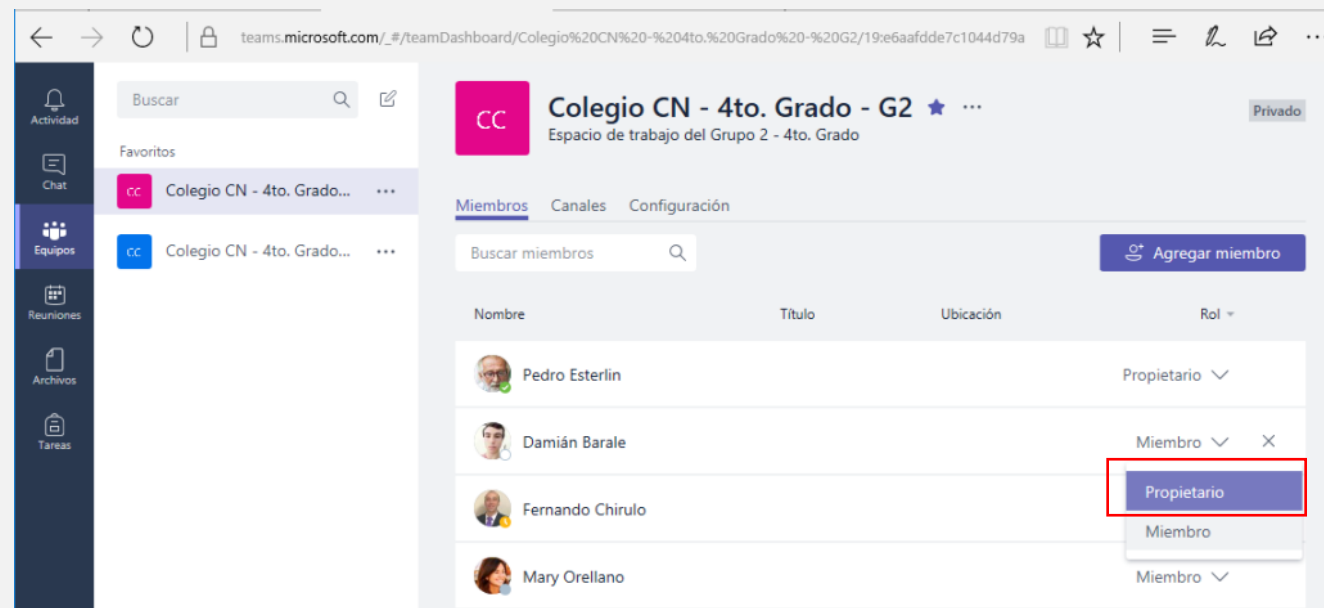 teams.microsoft.com/_#/teamDashboard/Colegio%20CN%20-%204to.%20Grado%20-%20G2/19:e6aafdde7c1044d79a
Actividad
Chat
Equipos
Reuniones
Archivos
Tareas
Buscar
Favoritos
CC Colegio CN - 4to. Grado... ...
CC Colegio CN - 4to. Grado... ...
CC
Colegio CN - 4to. Grado - G2 ...
Espacio de trabajo del Grupo 2 - 4to. Grado
Privado
Miembros Canales Configuración
Buscar miembros
Agregar miembro
Nombre Título Ubicación Rol
Pedro Esterlin Propietario
Damián Barale Miembro
Propietario
Miembro
Fernando Chirulo
Mary Orellano Miembro